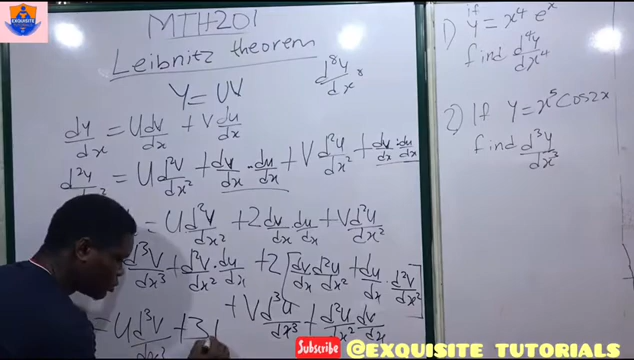 EXQUISITE
MTH201
Leibnitz theorem
d⁸y/dx⁸
Y = UV
dy/dx = U dv/dx + V du/dx
d²y/dx² = U d²v/dx² + dv/dx · du/dx + V d²u/dx² + dv/dx · du/dx
= U d²v/dx² + 2 dv/dx · du/dx + V d²u/dx²
d³v/dx³ + d²v/dx² · du/dx + 2 [dv/dx d²u/dx² + du/dx · d²v/dx²]
+ V d³u/dx³ + d²u/dx² dv/dx
= U d³v/dx³ + 3
1) if
Y = x⁴ eˣ
find d⁴y/dx⁴
2) If y = x⁵ Cos2x
find d³y/dx³
Subscribe @EXQUISITE TUTORIALS